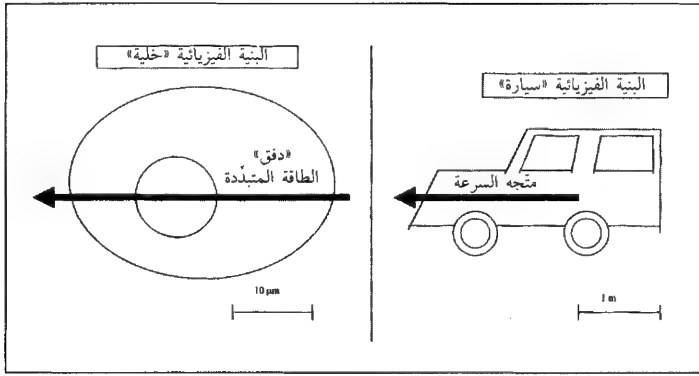 البنية الفيزيائية «سيارة»
متّجه السرعة
1 m
البنية الفيزيائية «خلية»
«دفق»
الطاقة المتبدّدة
10 µm